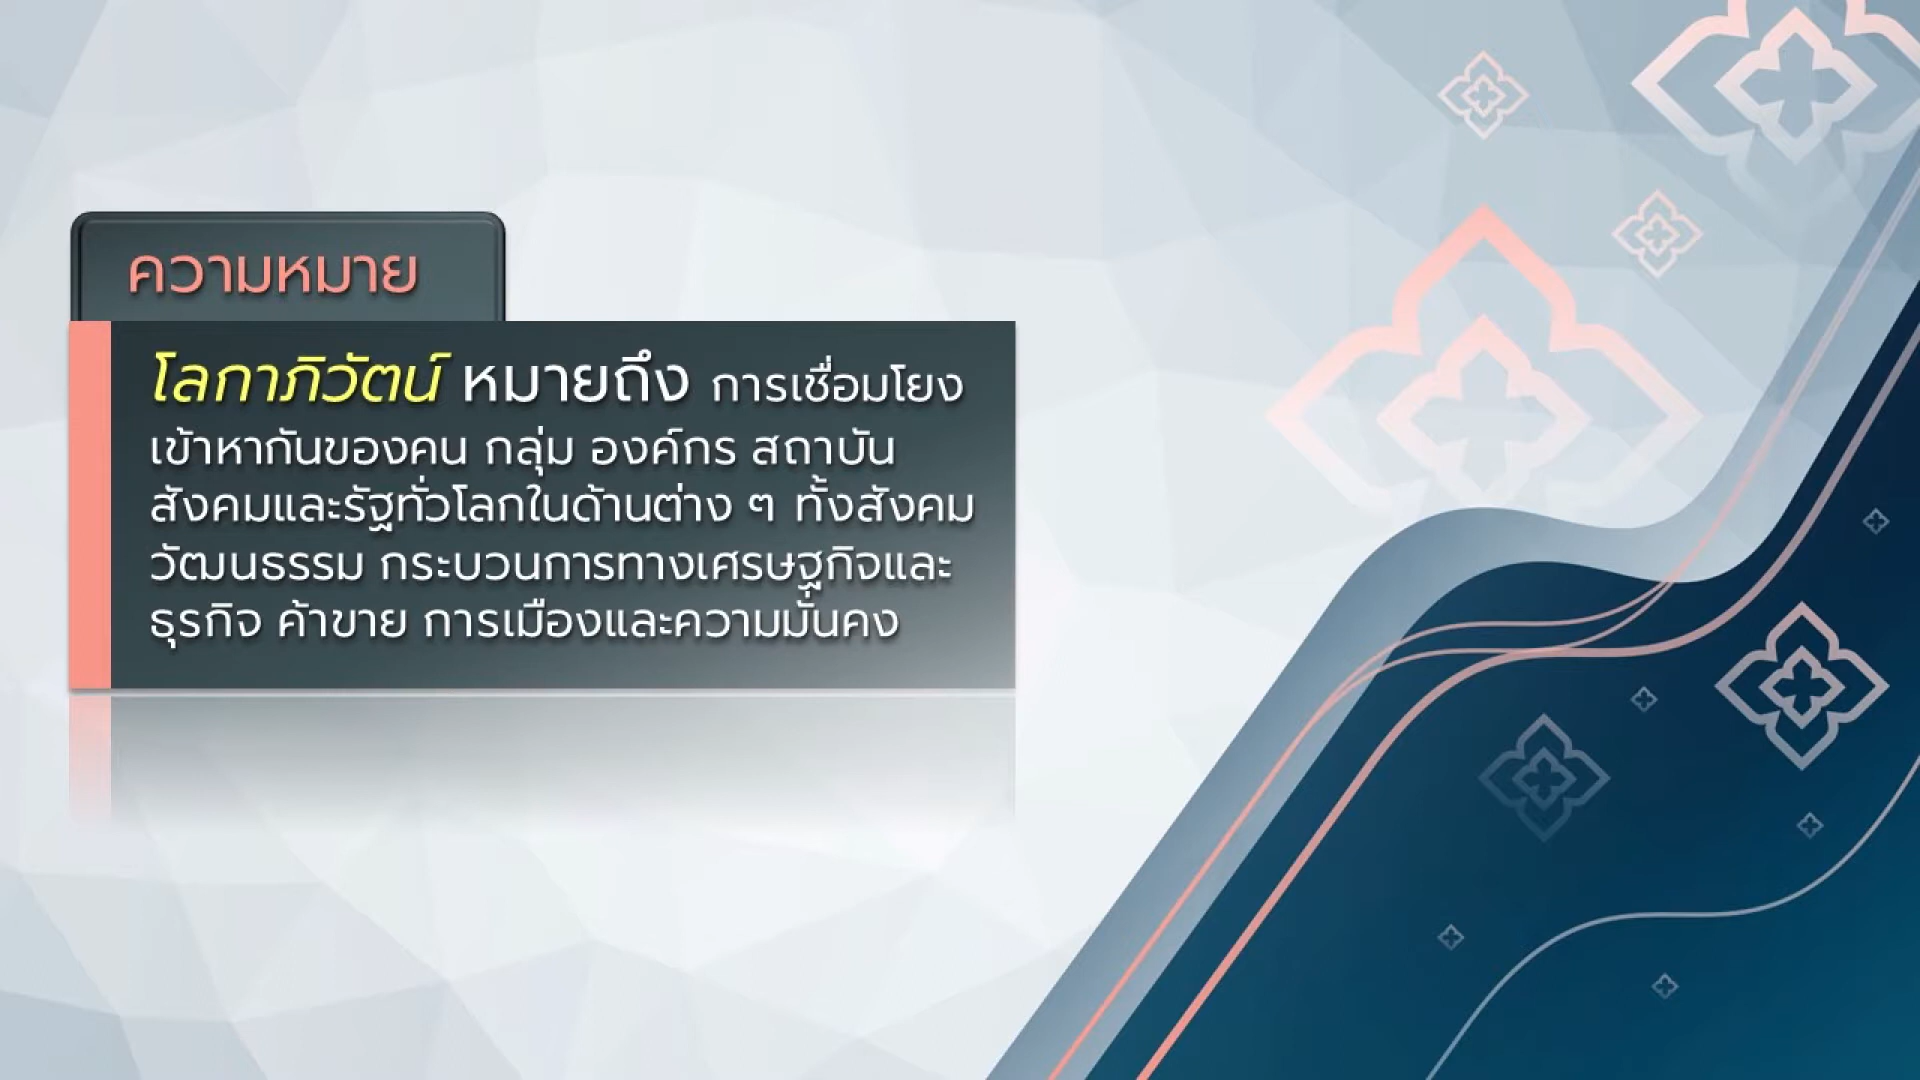 ความหมาย
โลกาภิวัตน์ หมายถึง การเชื่อมโยง
เข้าหากันของคน กลุ่ม องค์กร สถาบัน
สังคมและรัฐทั่วโลกในด้านต่าง ๆ ทั้งสังคม
วัฒนธรรม กระบวนการทางเศรษฐกิจและ
ธุรกิจ ค้าขาย การเมืองและความมั่นคง